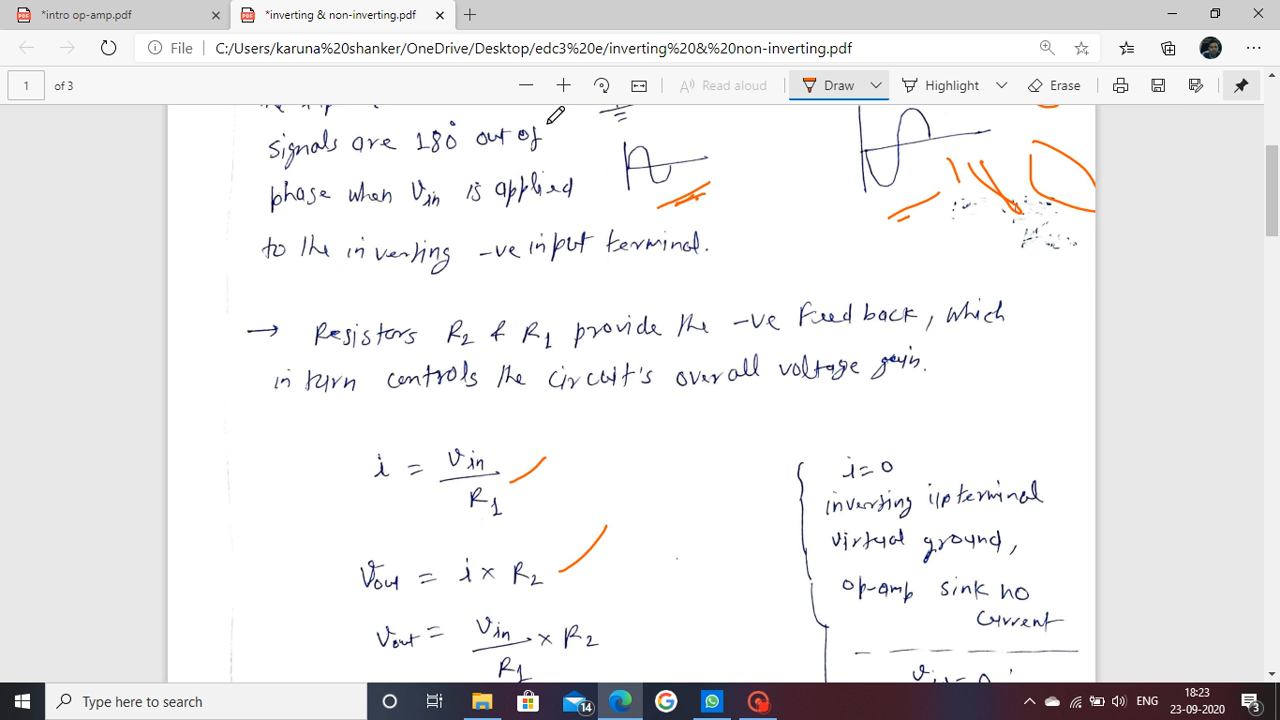 *intro op-amp.pdf
*inverting & non-inverting.pdf
File
C:/Users/karuna%20shanker/OneDrive/Desktop/edc3%20e/inverting%20&%20non-inverting.pdf
1 of 3
Read aloud
Draw
Highlight
Erase
signals are 180° out of
phase when Vin is applied
to the inverting -ve input terminal.
→ Resistors R2 & R1 provide the -ve Feed back, which
in turn controls the circuit's overall voltage gain.
i = Vin / R1
Vout = i × R2
Vout = Vin / R1 × R2
i = 0
inverting i/p terminal
virtual ground,
op-amp sink no
current
Type here to search
14
ENG
18:23
23-09-2020
3